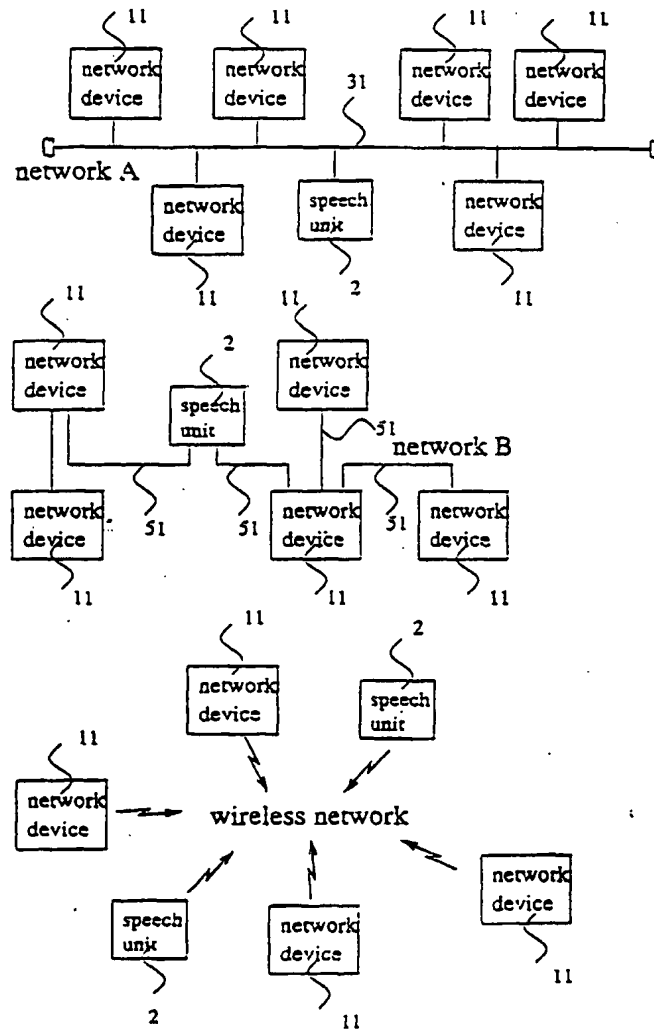 11 11 11 11
network device
network device
network device
network device
31
network A
network device
speech unit
network device
11 2 11
11 2 11
network device
speech unit
network device
51
network B
51 51 51
network device
network device
network device
11 11 11
11 2
network device
speech unit
11
network device
wireless network
network device
speech unit
network device
11
2 11